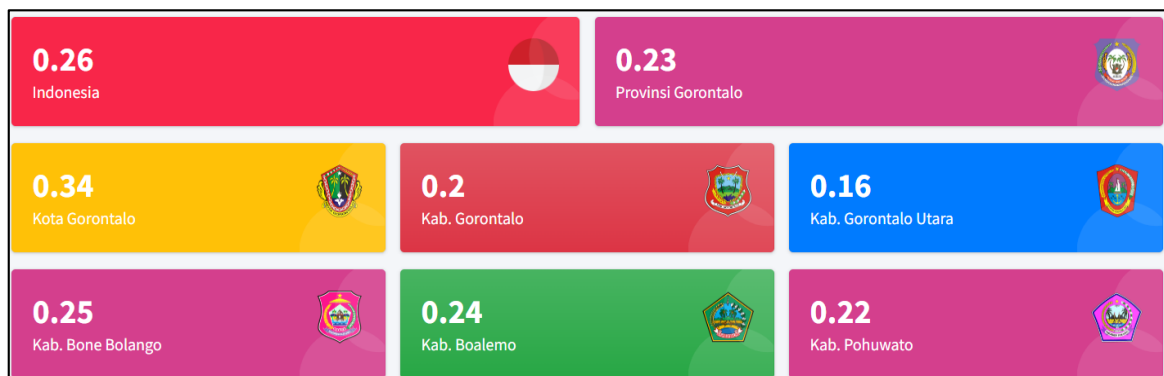 0.26
Indonesia
0.23
Provinsi Gorontalo
0.34
Kota Gorontalo
0.2
Kab. Gorontalo
0.16
Kab. Gorontalo Utara
0.25
Kab. Bone Bolango
0.24
Kab. Boalemo
0.22
Kab. Pohuwato